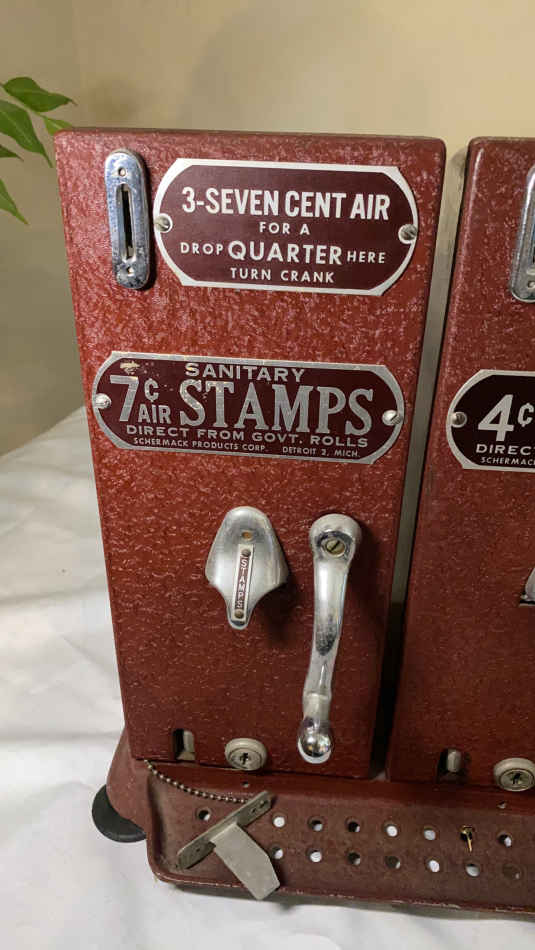 3-SEVEN CENT AIR
FOR A
DROP QUARTER HERE
TURN CRANK
SANITARY
7¢ AIR STAMPS
DIRECT FROM GOVT. ROLLS
SCHERMACK PRODUCTS CORP. DETROIT 2, MICH.
STAMPS
4¢
DIRECT
SCHERMACK